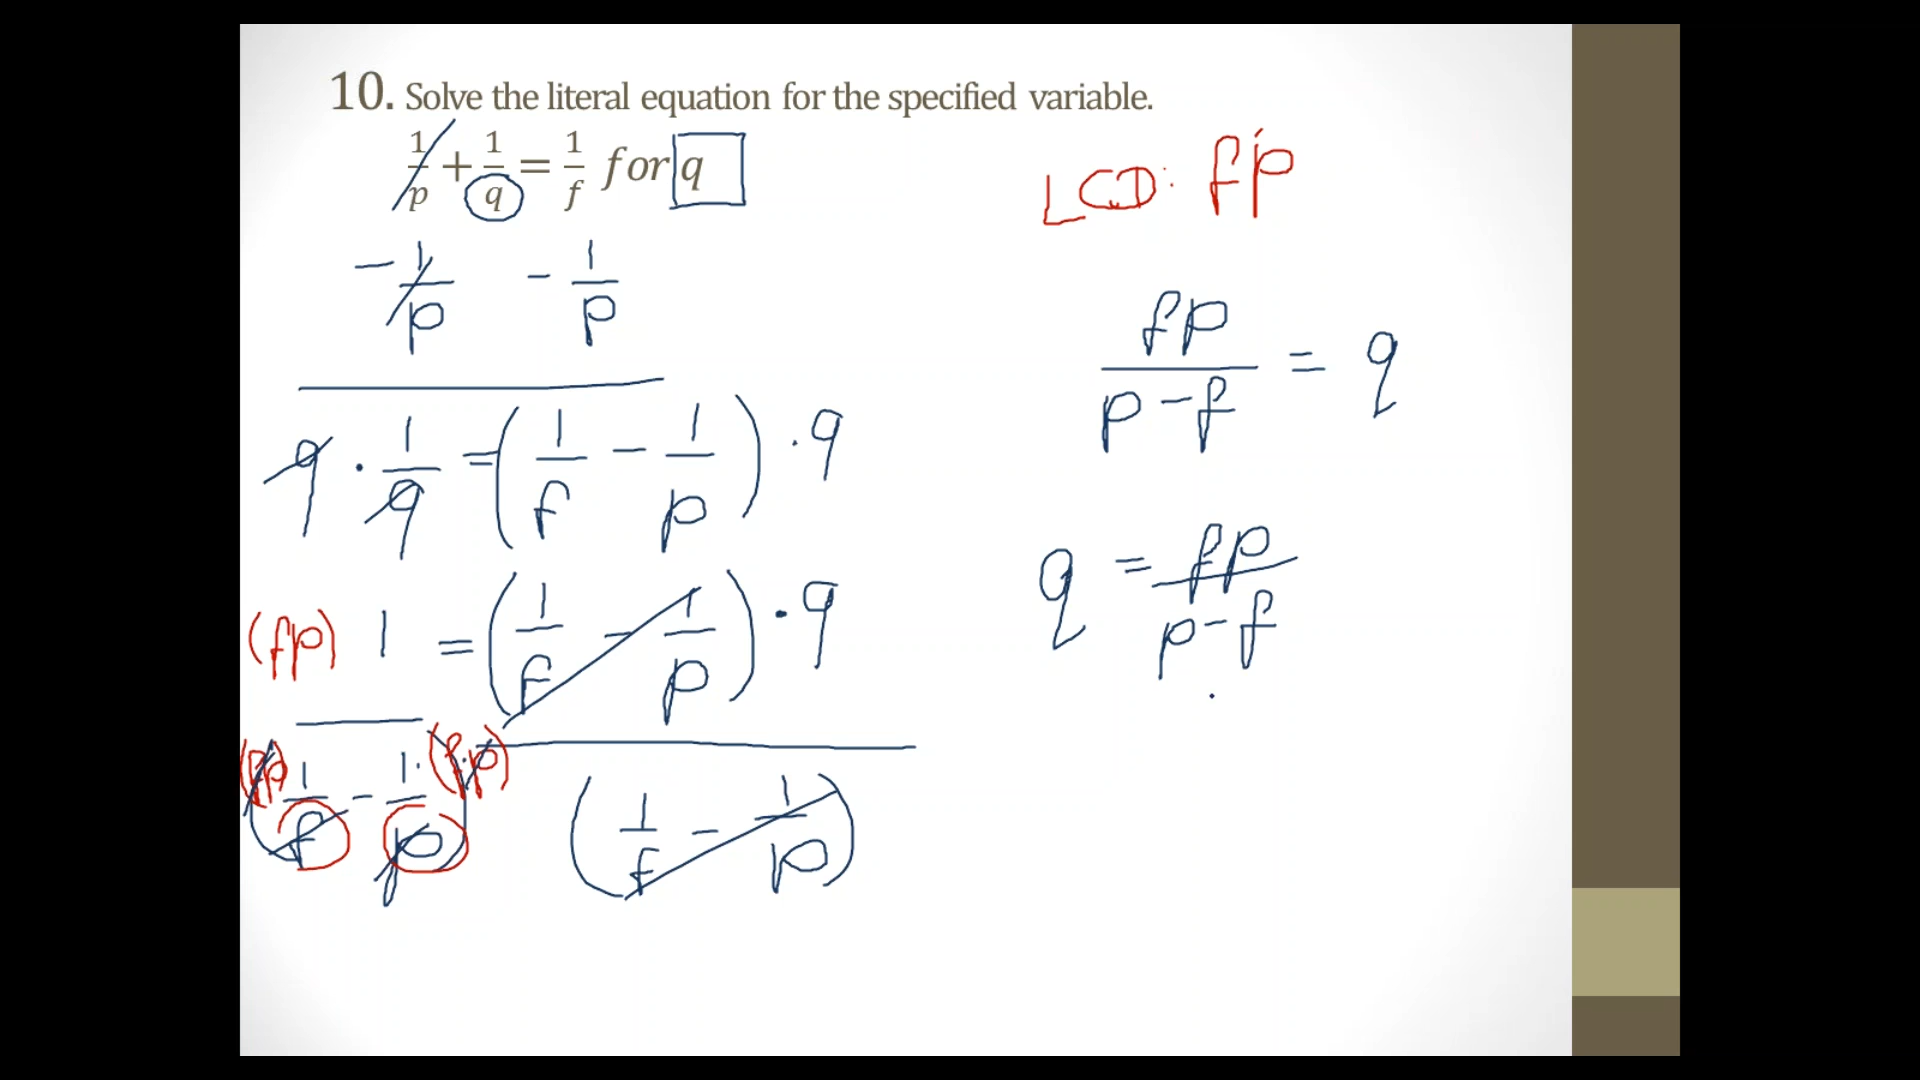 10. Solve the literal equation for the specified variable.
1/p + 1/q = 1/f for q
LCD: fp
- 1/p - 1/p
q · 1/q = (1/f - 1/p) · q
(fp) 1 = (1/f - 1/p) · q
(fp) 1/f - 1/p · (fp) (1/f - 1/p)
fp/(p-f) = q
q = fp/(p-f)